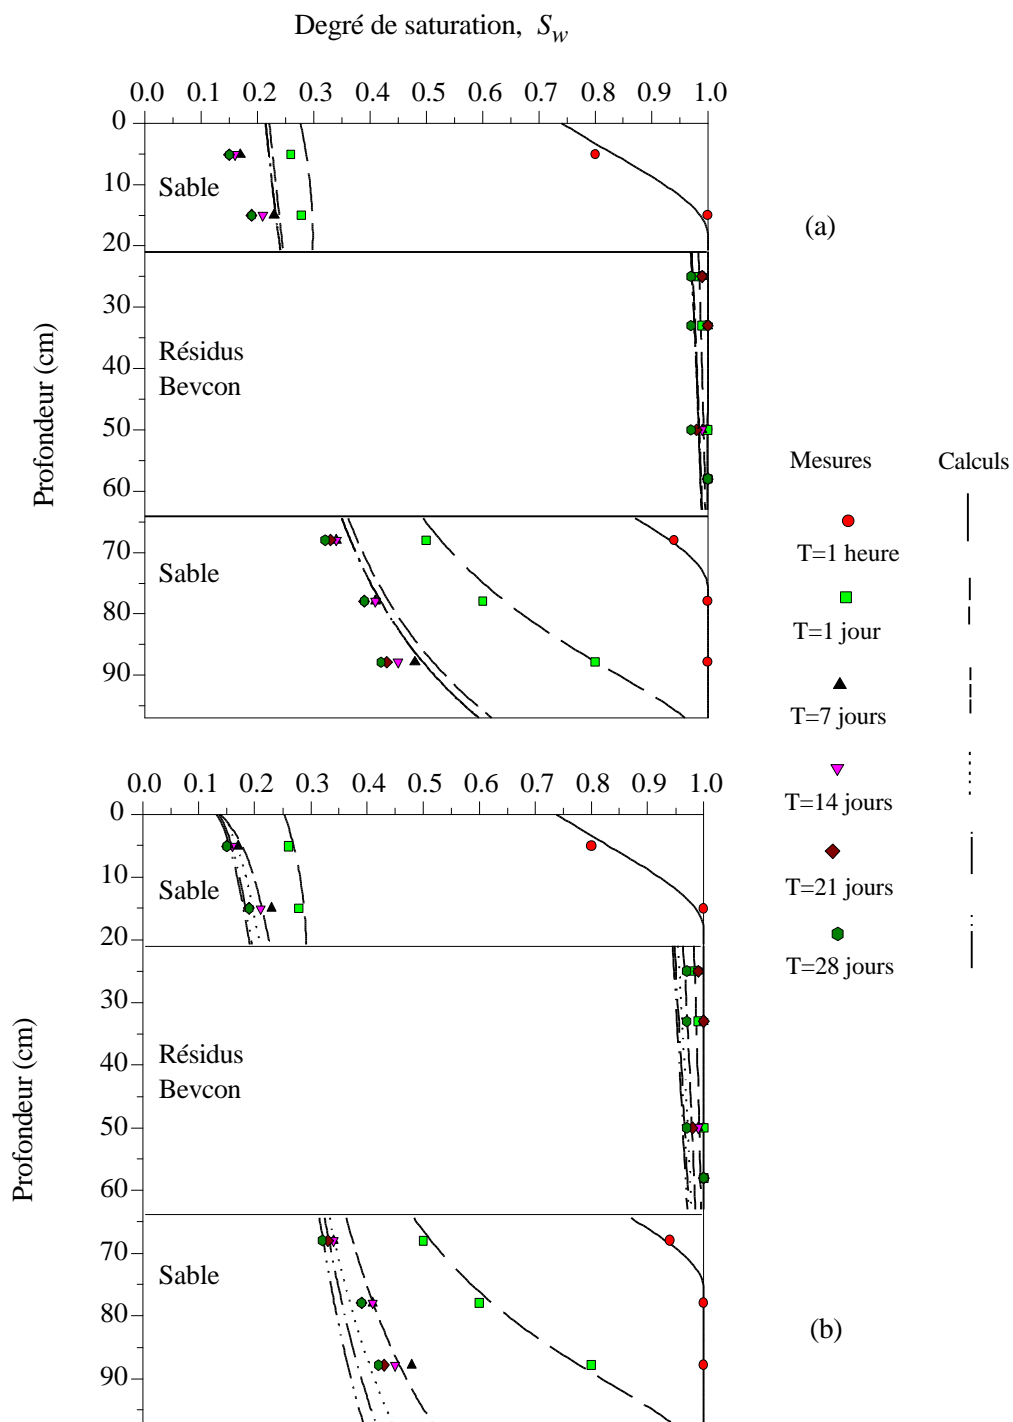 Degré de saturation, S_w
0.0 0.1 0.2 0.3 0.4 0.5 0.6 0.7 0.8 0.9 1.0
0
10
20
30
40
50
60
70
80
90
Profondeur (cm)
Sable
Résidus
Bevcon
Sable
(a)
Mesures Calculs
T=1 heure
T=1 jour
T=7 jours
T=14 jours
T=21 jours
T=28 jours
0.0 0.1 0.2 0.3 0.4 0.5 0.6 0.7 0.8 0.9 1.0
0
10
20
30
40
50
60
70
80
90
Profondeur (cm)
Sable
Résidus
Bevcon
Sable
(b)